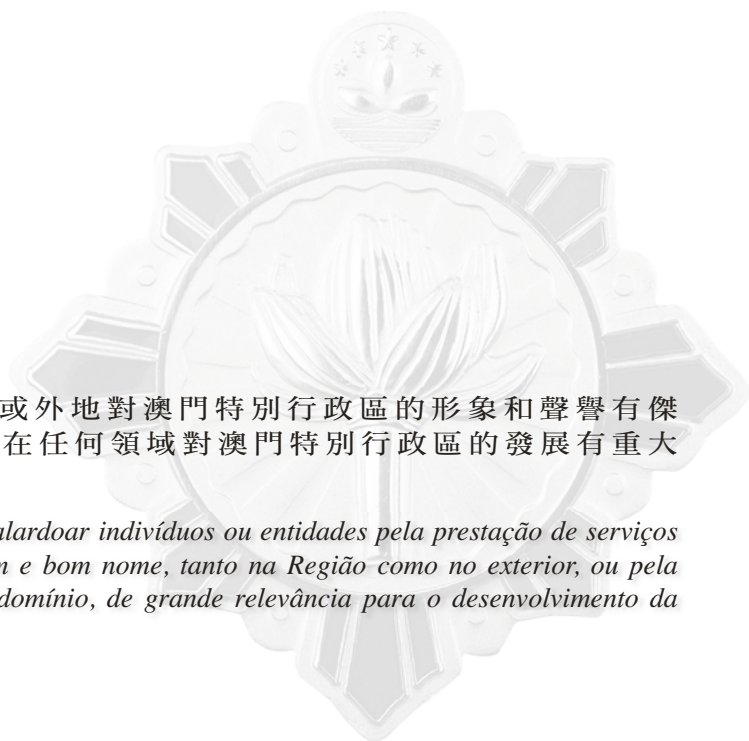 或外地對澳門特別行政區的形象和聲譽有傑
在任何領域對澳門特別行政區的發展有重大
alardoar indivíduos ou entidades pela prestação de serviços
e bom nome, tanto na Região como no exterior, ou pela
domínio, de grande relevância para o desenvolvimento da